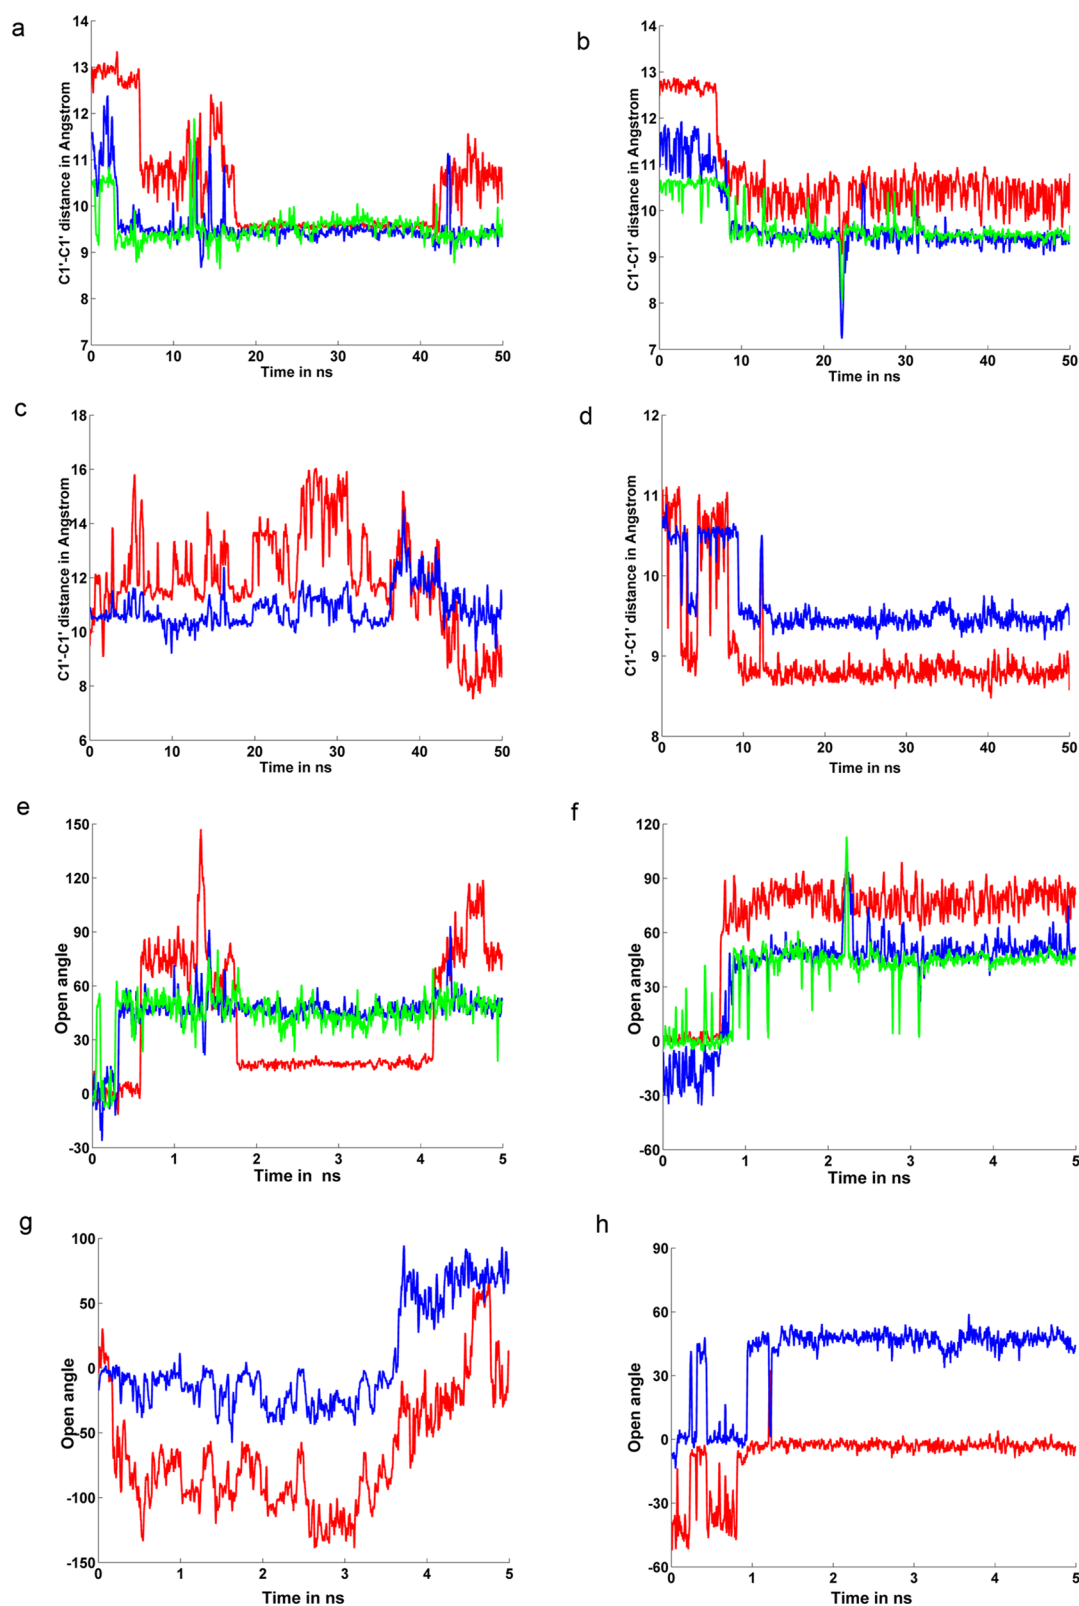 a
C1'-C1' distance in Angstrom
14
13
12
11
10
9
8
7
0 10 20 30 40 50
Time in ns
b
C1'-C1' distance in Angstrom
14
13
12
11
10
9
8
7
0 10 20 30 40 50
Time in ns
c
C1'-C1' distance in Angstrom
18
16
14
12
10
8
6
0 10 20 30 40 50
Time in ns
d
C1'-C1' distance in Angstrom
12
11
10
9
8
0 10 20 30 40 50
Time in ns
e
Open angle
150
120
90
60
30
0
-30
0 1 2 3 4 5
Time in ns
f
Open angle
120
90
60
30
0
-30
-60
0 1 2 3 4 5
Time in ns
g
Open angle
100
50
0
-50
-100
-150
0 1 2 3 4 5
Time in ns
h
Open angle
90
60
30
0
-30
-60
0 1 2 3 4 5
Time in ns